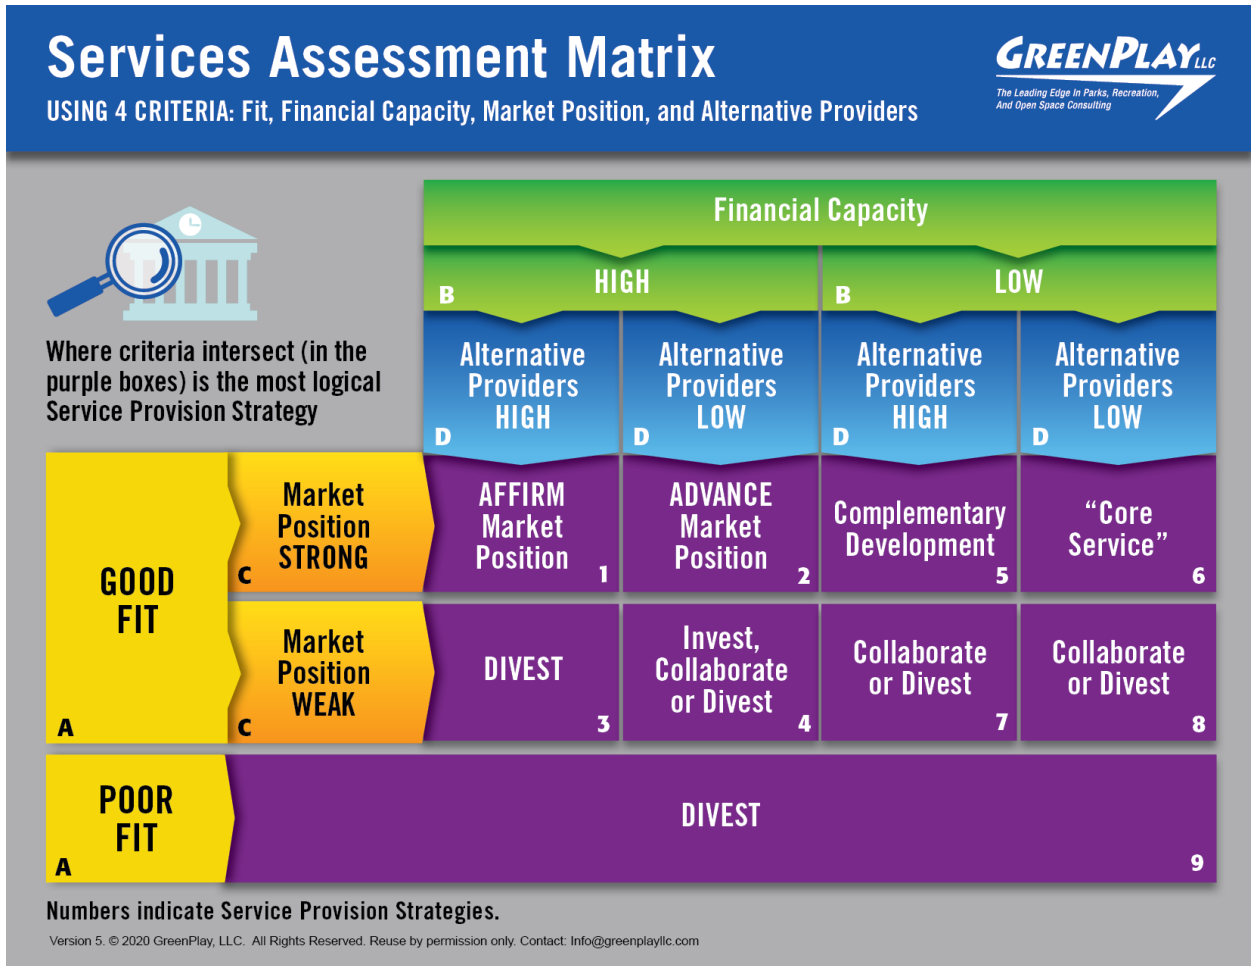 Services Assessment Matrix
USING 4 CRITERIA: Fit, Financial Capacity, Market Position, and Alternative Providers
GREENPLAY LLC
The Leading Edge In Parks, Recreation,
And Open Space Consulting
Where criteria intersect (in the
purple boxes) is the most logical
Service Provision Strategy
Financial Capacity
B
HIGH
B
LOW
Alternative
Providers
HIGH
D
Alternative
Providers
LOW
D
Alternative
Providers
HIGH
D
Alternative
Providers
LOW
D
GOOD
FIT
A
Market
Position
STRONG
C
AFFIRM
Market
Position
1
ADVANCE
Market
Position
2
Complementary
Development
5
“Core
Service”
6
Market
Position
WEAK
C
DIVEST
3
Invest,
Collaborate
or Divest
4
Collaborate
or Divest
7
Collaborate
or Divest
8
POOR
FIT
A
DIVEST
9
Numbers indicate Service Provision Strategies.
Version 5. © 2020 GreenPlay, LLC. All Rights Reserved. Reuse by permission only. Contact: Info@greenplayllc.com